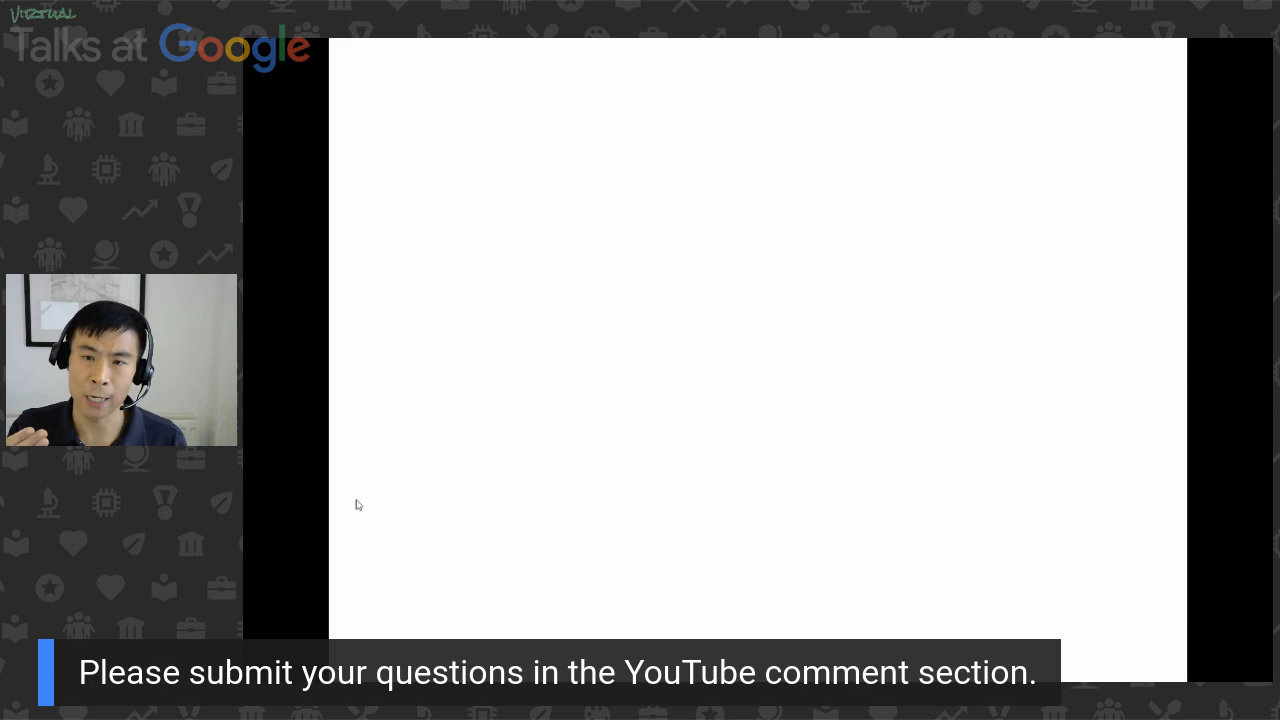 VIRTUAL
Talks at Google
Please submit your questions in the YouTube comment section.